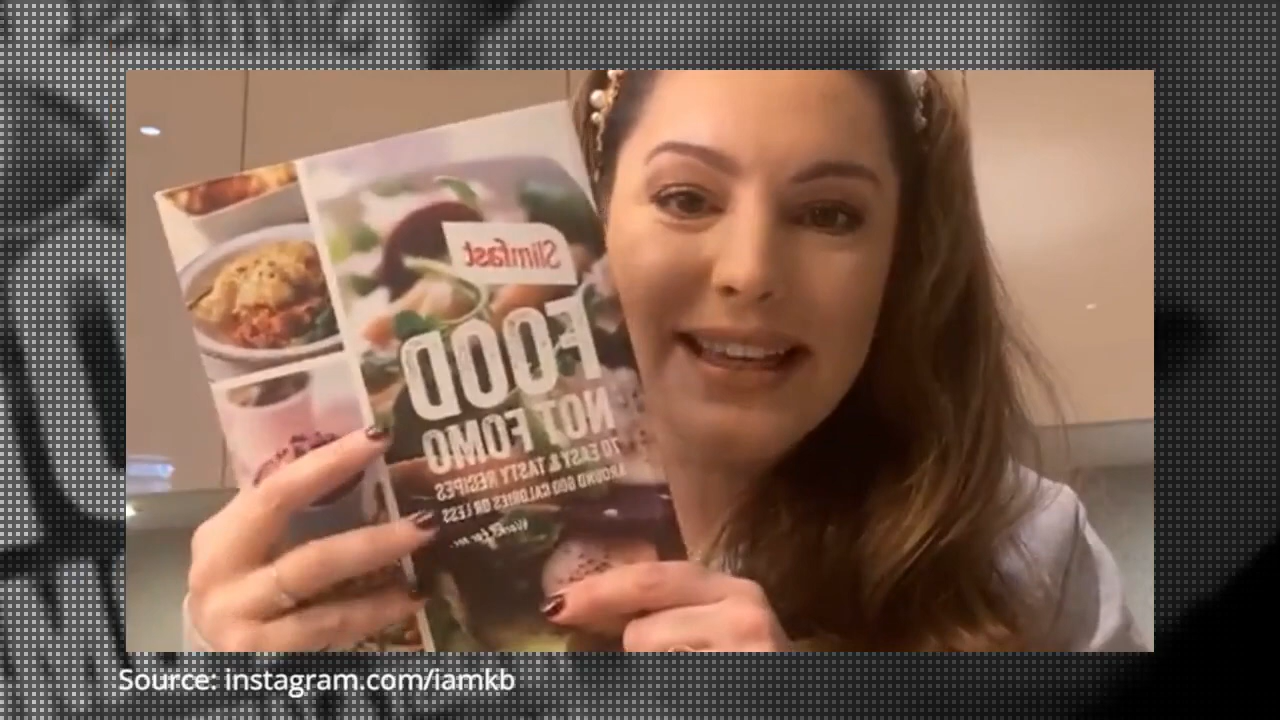 Slimfast
FOOD
NOT FOMO
70 EASY & TASTY RECIPES
AROUND 600 CALORIES OR LESS
Source: instagram.com/iamkb